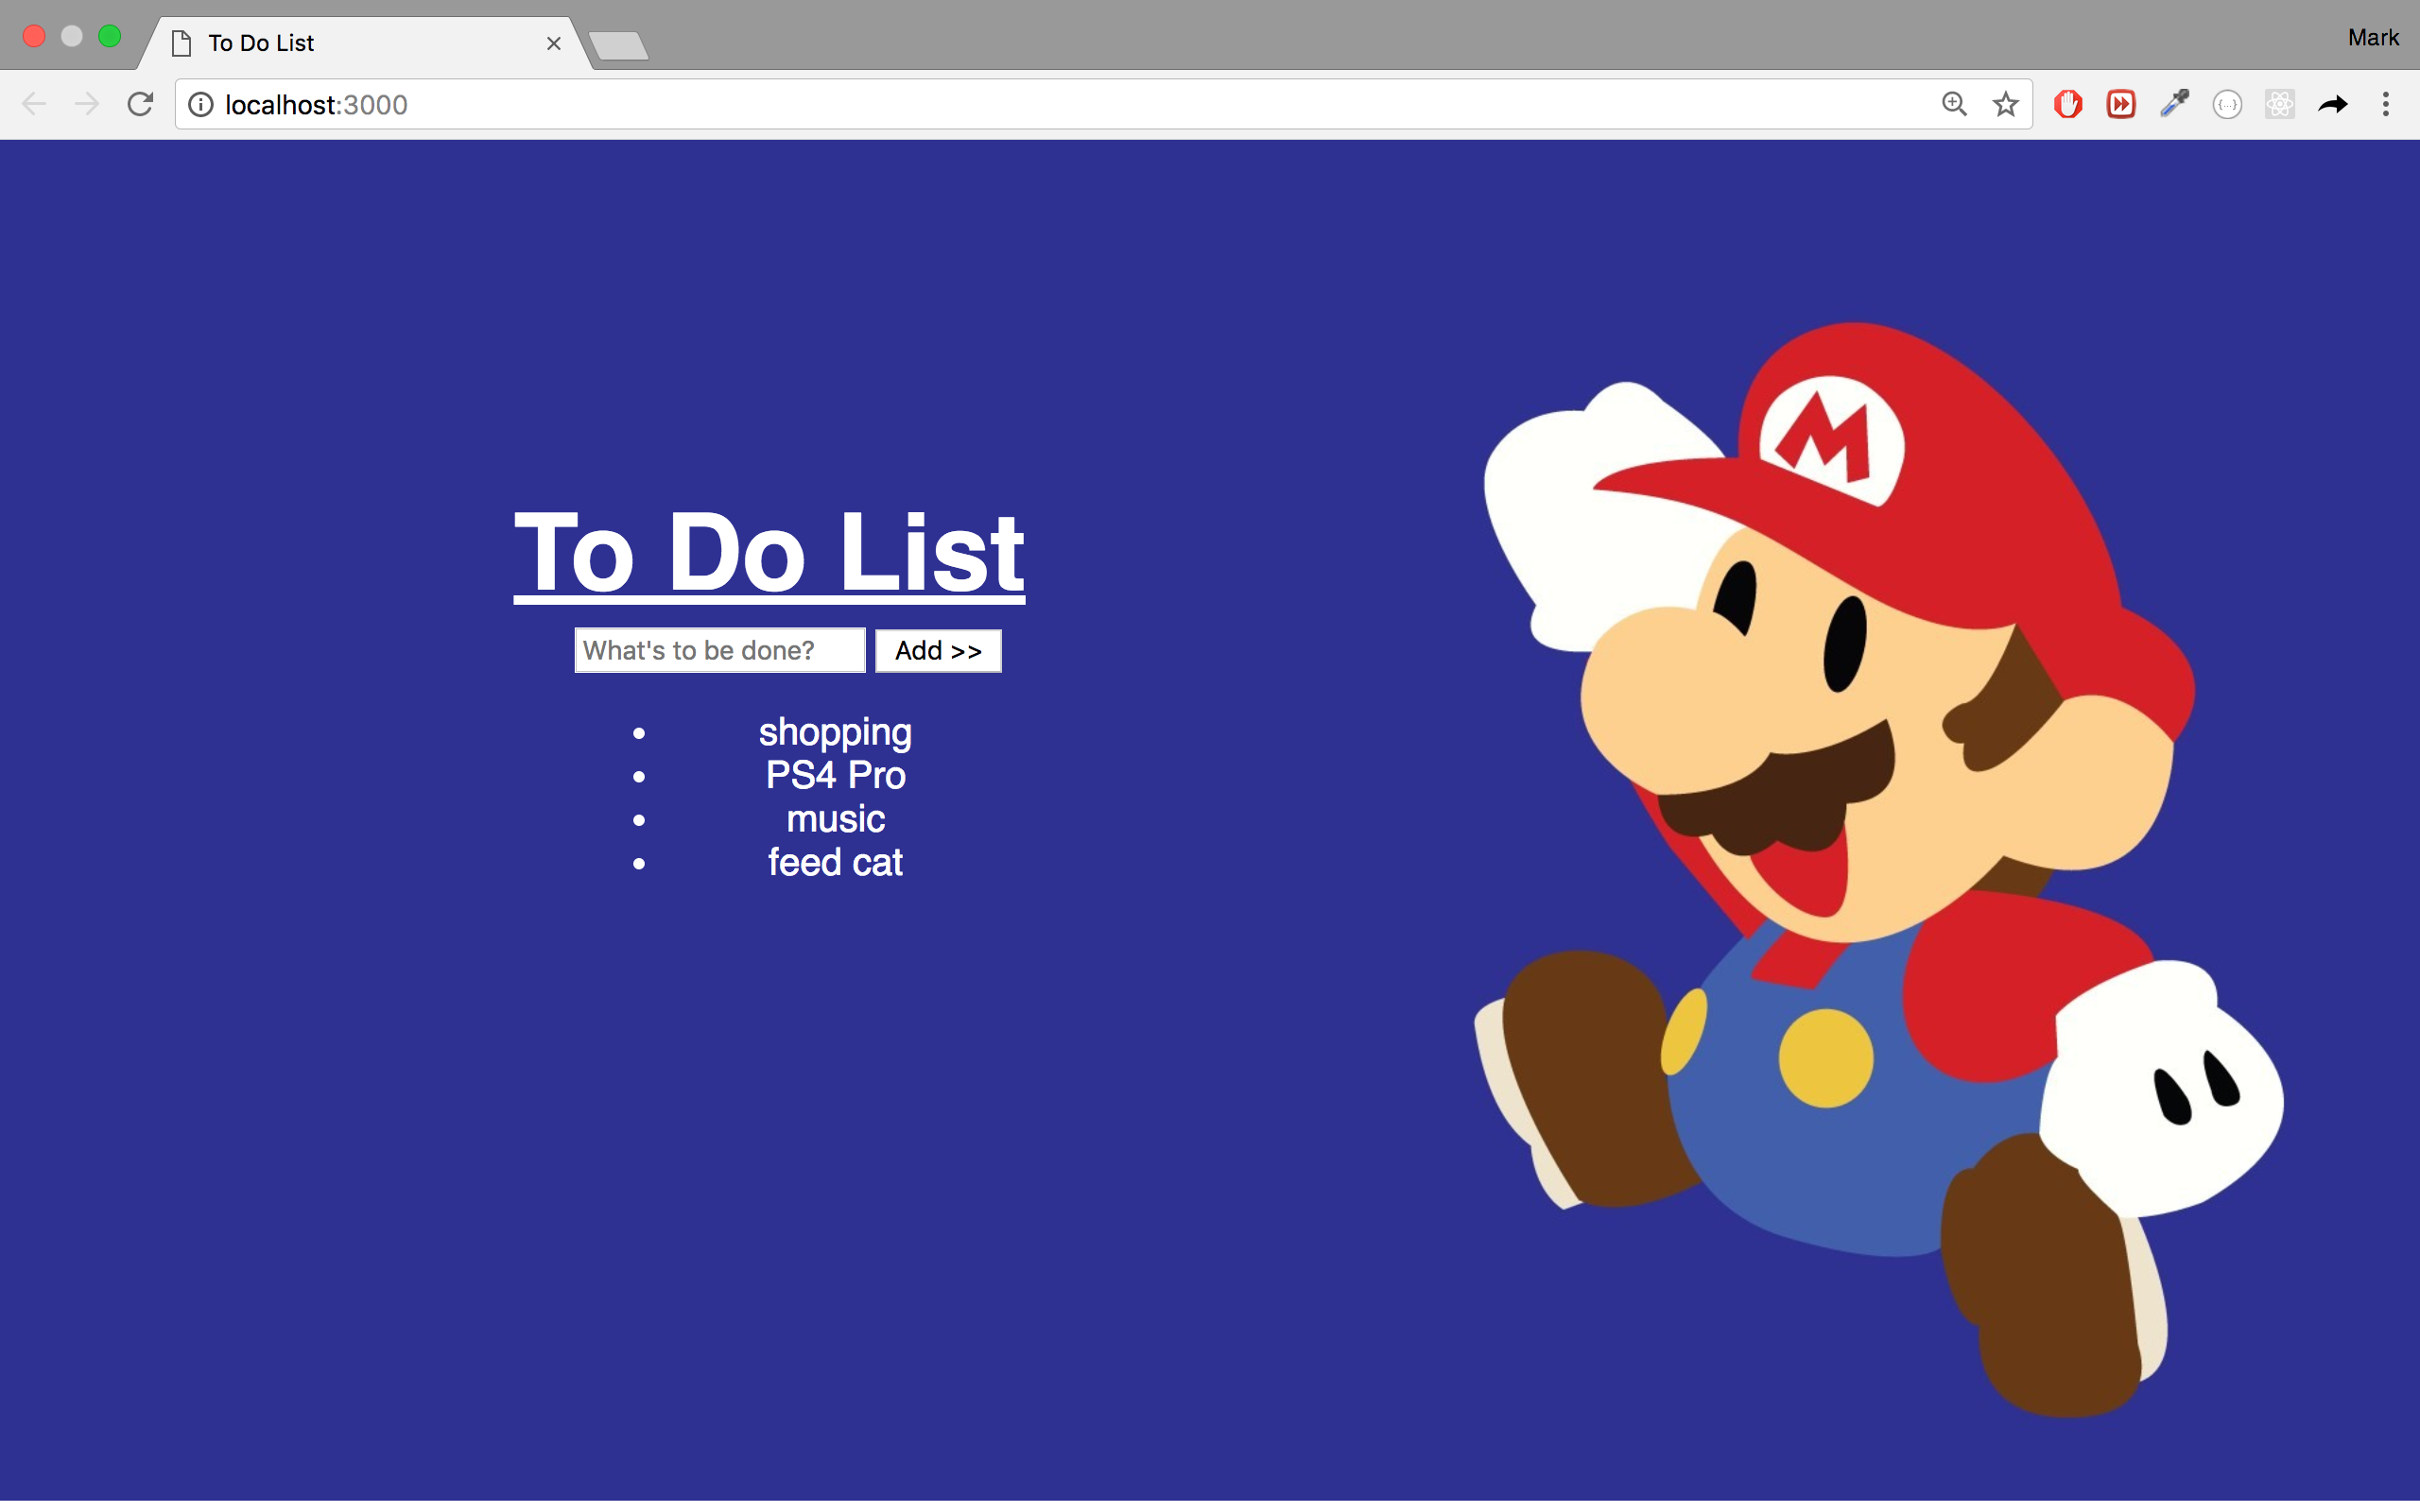 To Do List
Mark
localhost:3000
M
To Do List
What's to be done?
Add >>
• shopping
• PS4 Pro
• music
• feed cat